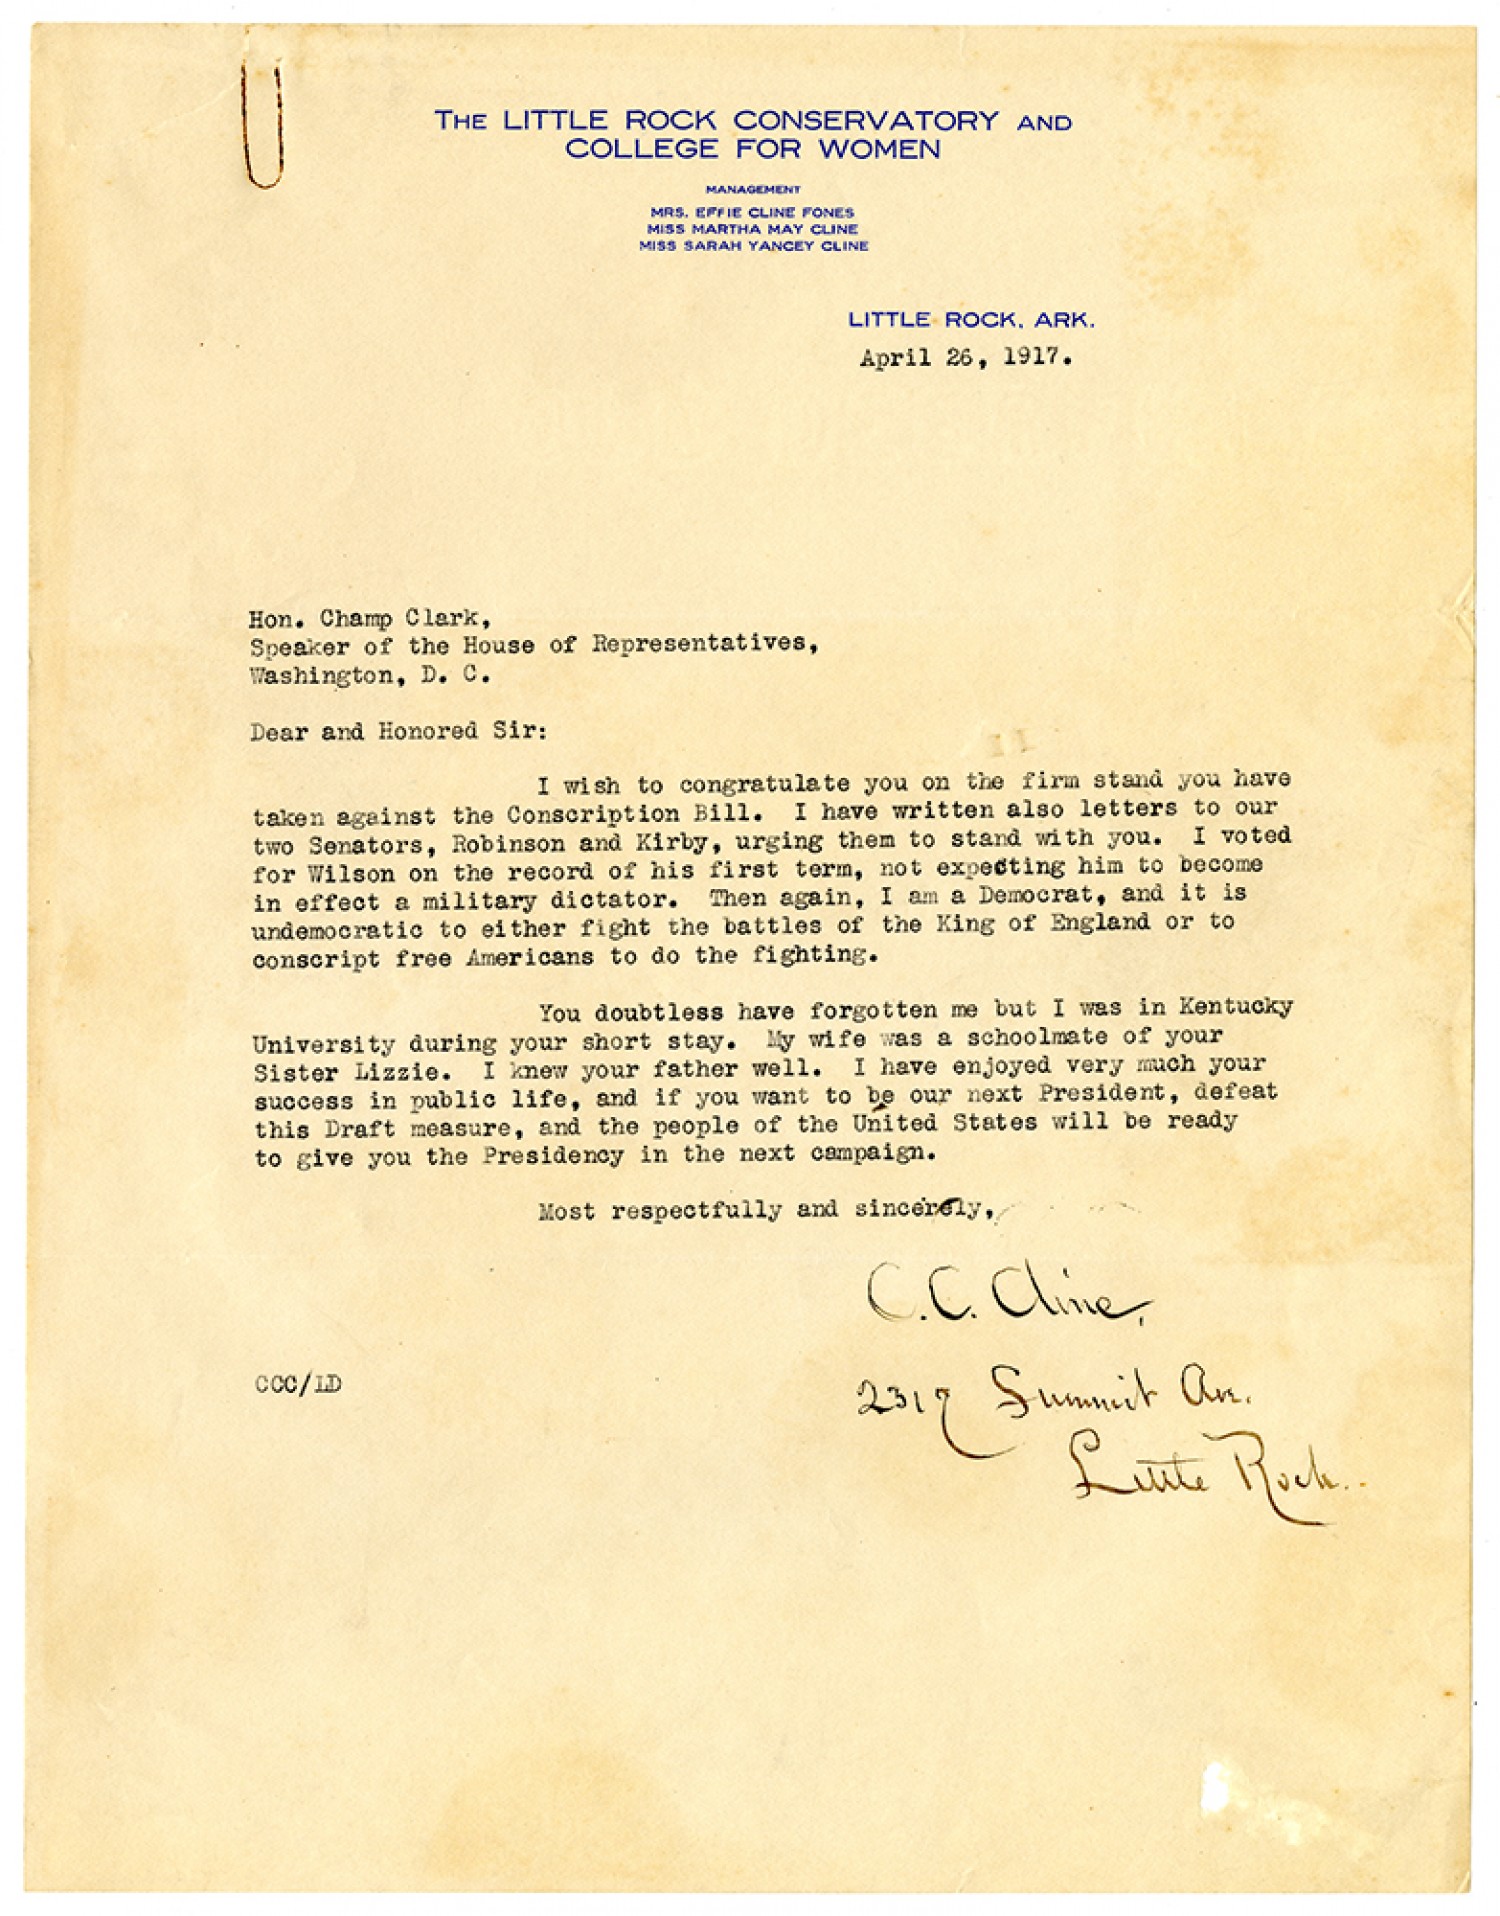 THE LITTLE ROCK CONSERVATORY AND
COLLEGE FOR WOMEN
MANAGEMENT
MRS. EFFIE CLINE FONES
MISS MARTHA MAY CLINE
MISS SARAH YANCEY CLINE
LITTLE ROCK, ARK.
April 26, 1917.
Hon. Champ Clark,
Speaker of the House of Representatives,
Washington, D. C.
Dear and Honored Sir:
I wish to congratulate you on the firm stand you have
taken against the Conscription Bill. I have written also letters to our
two Senators, Robinson and Kirby, urging them to stand with you. I voted
for Wilson on the record of his first term, not expecting him to become
in effect a military dictator. Then again, I am a Democrat, and it is
undemocratic to either fight the battles of the King of England or to
conscript free Americans to do the fighting.
You doubtless have forgotten me but I was in Kentucky
University during your short stay. My wife was a schoolmate of your
Sister Lizzie. I knew your father well. I have enjoyed very much your
success in public life, and if you want to be our next President, defeat
this Draft measure, and the people of the United States will be ready
to give you the Presidency in the next campaign.
Most respectfully and sincerely,
C. C. Cline,
CCC/LD
2317 Summit Ave.
Little Rock.